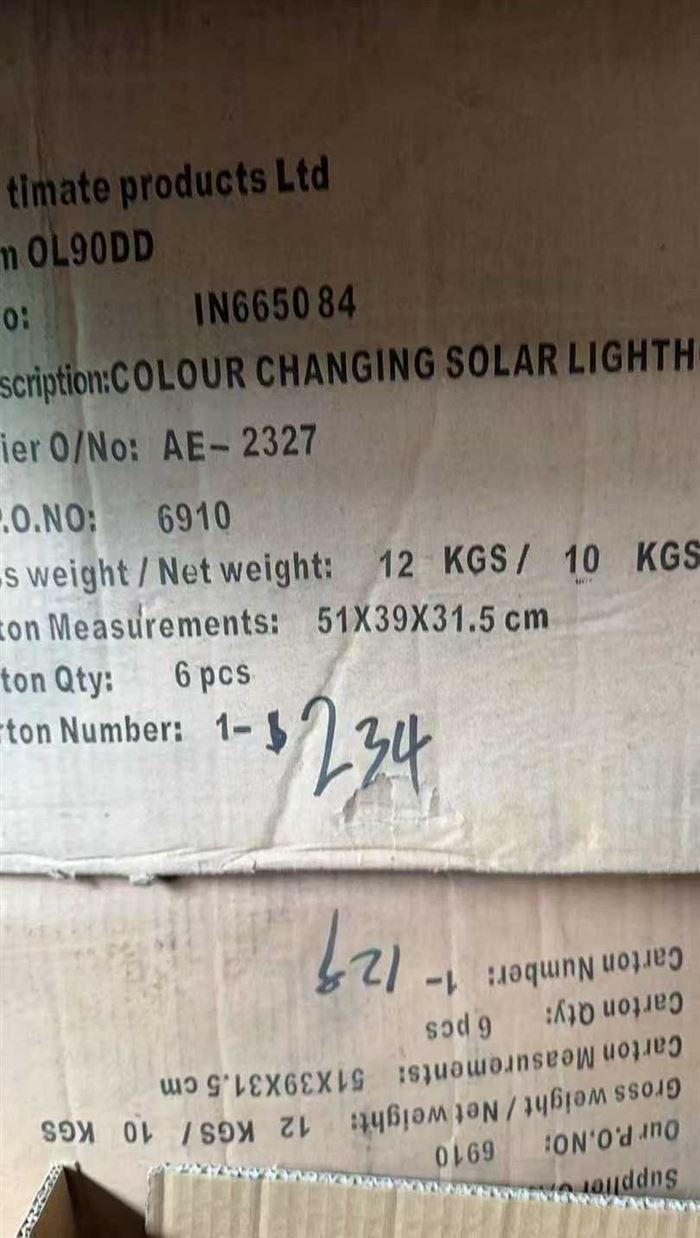 timate products Ltd
m OL90DD
o: IN665084
scription:COLOUR CHANGING SOLAR LIGHTH
ier O/No: AE-2327
P.O.NO: 6910
s weight / Net weight: 12 KGS / 10 KGS
ton Measurements: 51X39X31.5 cm
ton Qty: 6 pcs
rton Number: 1- 234
Carton Number: 1-
Carton Qty: 6 pcs
Carton Measurements: 51X39X31.5 cm
Gross weight / Net weight: 12 KGS / 10 KGS
Our P.O.NO: 6910
Supplier